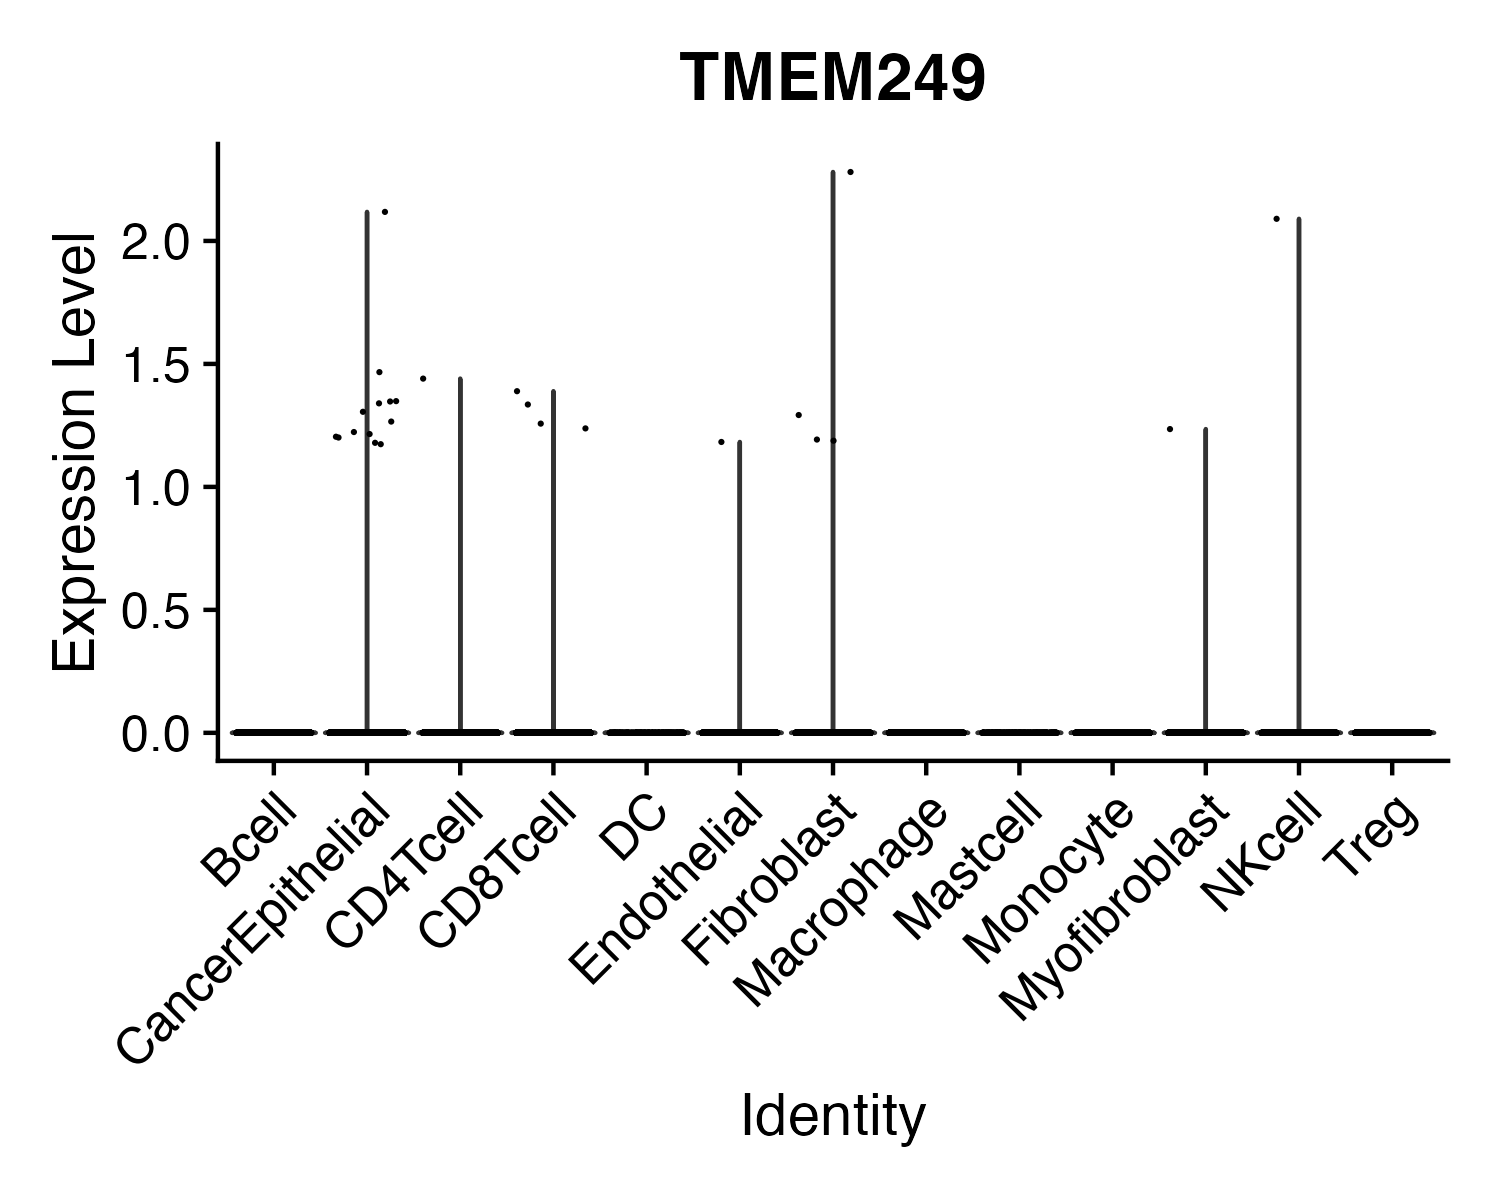 TMEM249
Expression Level
2.0
1.5
1.0
0.5
0.0
Bcell
CancerEpithelial
CD4Tcell
CD8Tcell
DC
Endothelial
Fibroblast
Macrophage
Mastcell
Monocyte
Myofibroblast
NKcell
Treg
Identity